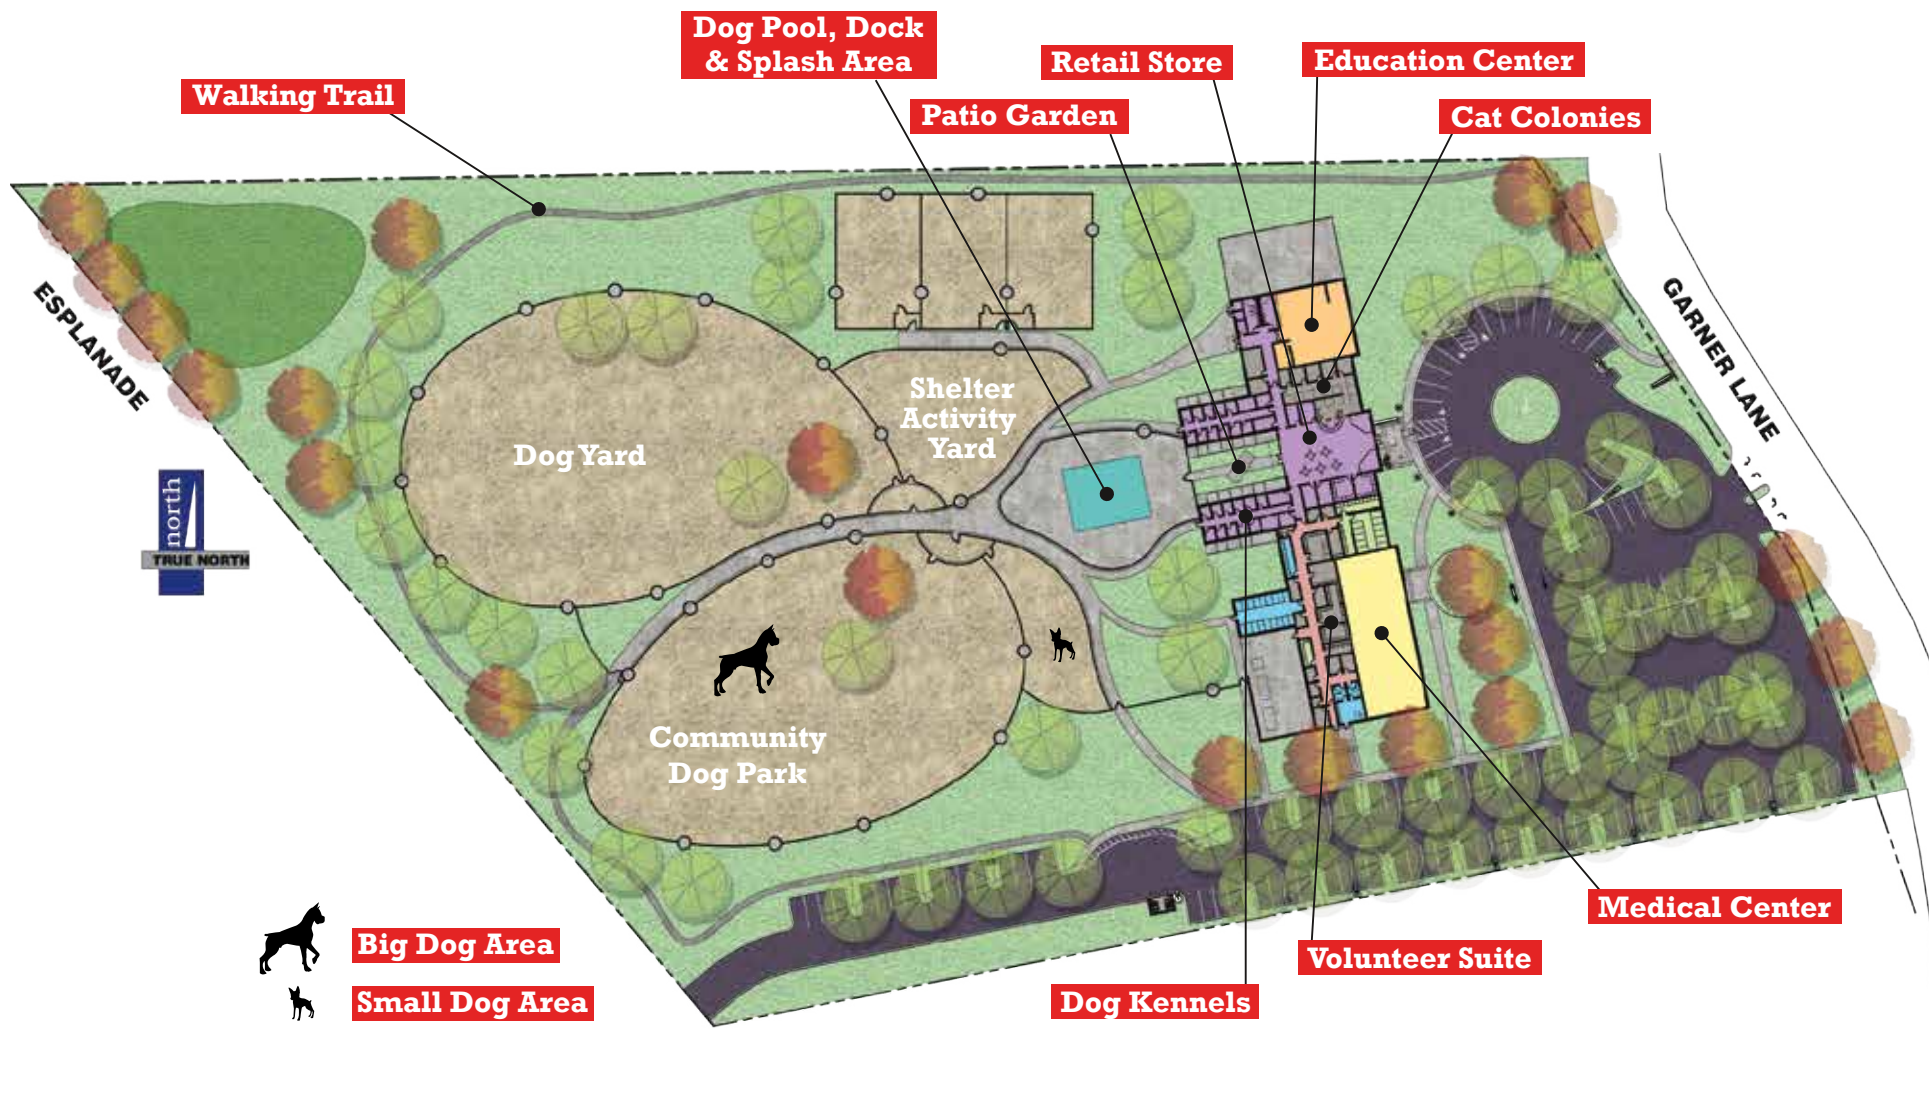 Dog Pool, Dock
& Splash Area
Retail Store
Education Center
Walking Trail
Patio Garden
Cat Colonies
ESPLANADE
GARNER LANE
Shelter
Activity
Yard
Dog Yard
north
TRUE NORTH
Community
Dog Park
Medical Center
Big Dog Area
Volunteer Suite
Small Dog Area
Dog Kennels